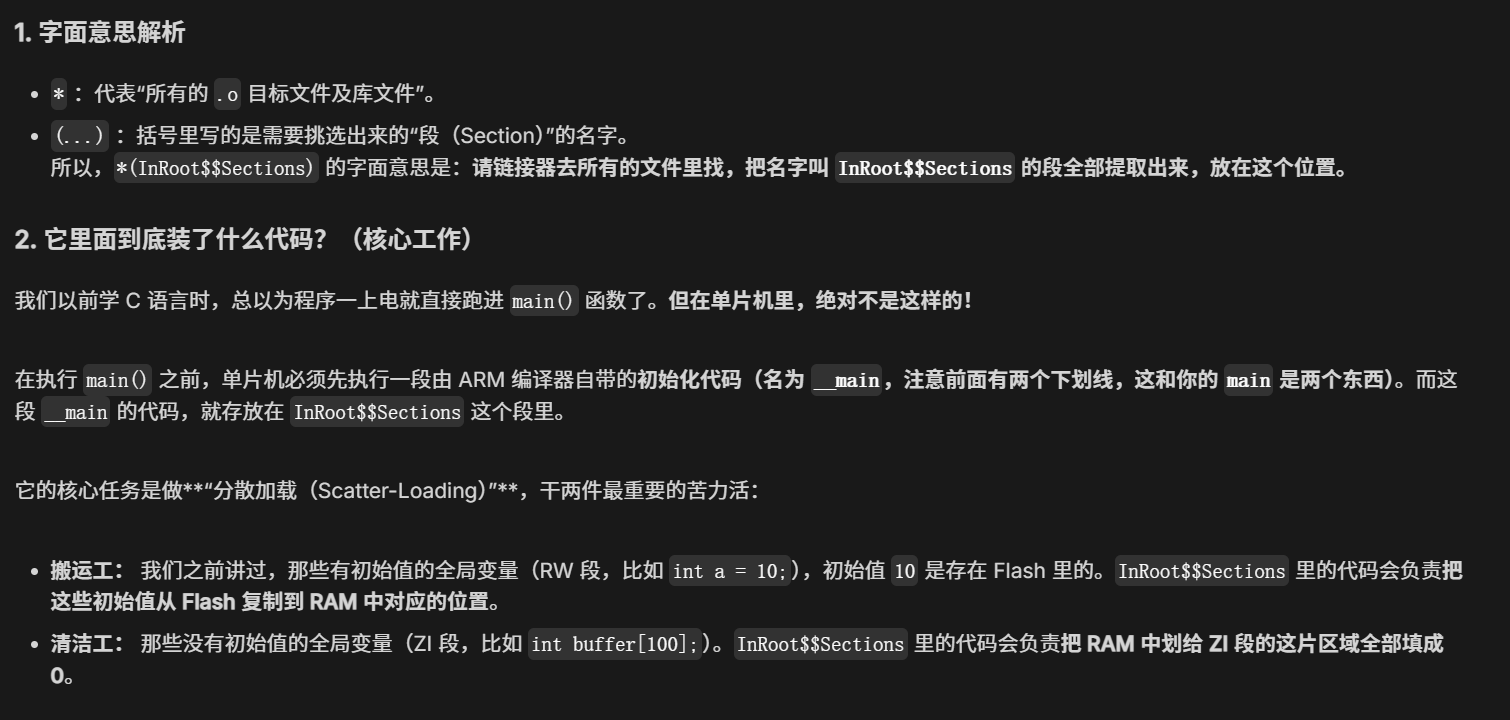 1. 字面意思解析
* ：代表“所有的 .o 目标文件及库文件”。
(...) ：括号里写的是需要挑选出来的“段（Section）”的名字。
所以，*(InRoot$$Sections) 的字面意思是：请链接器去所有的文件里找，把名字叫 InRoot$$Sections 的段全部提取出来，放在这个位置。
2. 它里面到底装了什么代码？（核心工作）
我们以前学 C 语言时，总以为程序一上电就直接跑进 main() 函数了。但在单片机里，绝对不是这样的！
在执行 main() 之前，单片机必须先执行一段由 ARM 编译器自带的初始化代码（名为 __main，注意前面有两个下划线，这和你的 main 是两个东西）。而这
段 __main 的代码，就存放在 InRoot$$Sections 这个段里。
它的核心任务是做**“分散加载（Scatter-Loading）”**，干两件最重要的苦力活：
搬运工： 我们之前讲过，那些有初始值的全局变量（RW 段，比如 int a = 10;），初始值 10 是存在 Flash 里的。InRoot$$Sections 里的代码会负责把
这些初始值从 Flash 复制到 RAM 中对应的位置。
清洁工： 那些没有初始值的全局变量（ZI 段，比如 int buffer[100];）。InRoot$$Sections 里的代码会负责把 RAM 中划给 ZI 段的这片区域全部填成
0。